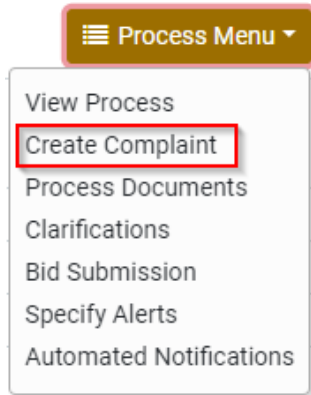 Process Menu
View Process
Create Complaint
Process Documents
Clarifications
Bid Submission
Specify Alerts
Automated Notifications